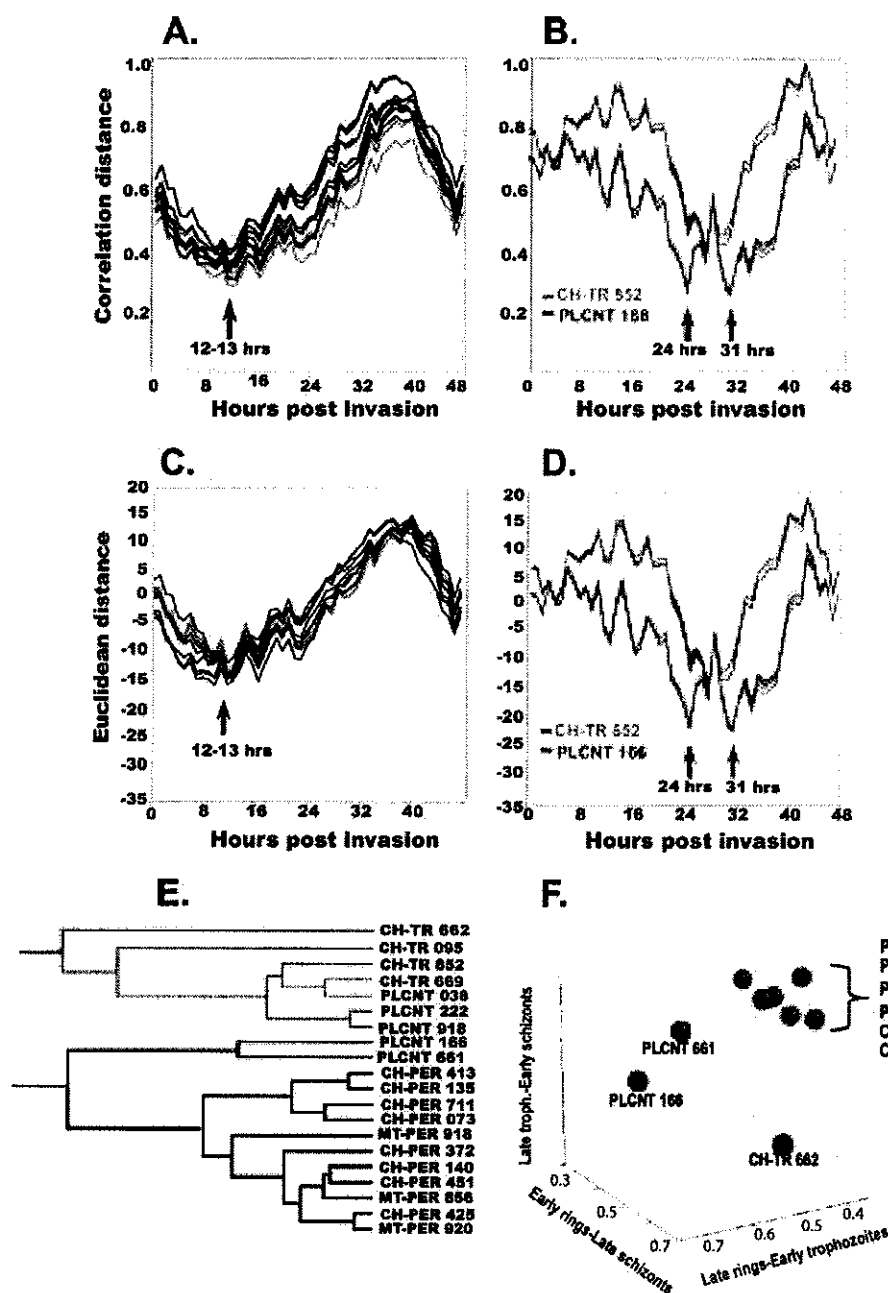 A.
B.
Correlation distance
1.0
0.8
0.6
0.4
0.2
12-13 hrs
0 8 16 24 32 40 48
Hours post invasion
1.0
0.8
0.6
0.4
0.2
CH-TR 552
24 hrs
31 hrs
0 8 16 24 32 40 48
Hours post invasion
C.
D.
Euclidean distance
20
15
10
5
0
-5
-10
-15
-20
-25
-30
-35
12-13 hrs
0 8 16 24 32 40 48
Hours post invasion
20
15
10
5
0
-5
-10
-15
-20
-25
-30
-35
CH-TR 552
PLCNT 166
24 hrs
31 hrs
0 8 16 24 32 40 48
Hours post invasion
E.
CH-TR 662
CH-TR 095
CH-TR 852
CH-TR 669
PLCNT 038
PLCNT 222
PLCNT 918
PLCNT 166
PLCNT 661
CH-PER 413
CH-PER 135
CH-PER 711
CH-PER 073
MT-PER 918
CH-PER 372
CH-PER 140
CH-PER 451
MT-PER 856
CH-PER 425
MT-PER 920
F.
P
P
P
P
C
C
PLCNT 661
PLCNT 166
CH-TR 662
Late troph.-Early schizonts
0.3
0.5
0.7
Early rings-Late schizonts
0.7 0.6 0.5 0.4
Late rings-Early trophozoites